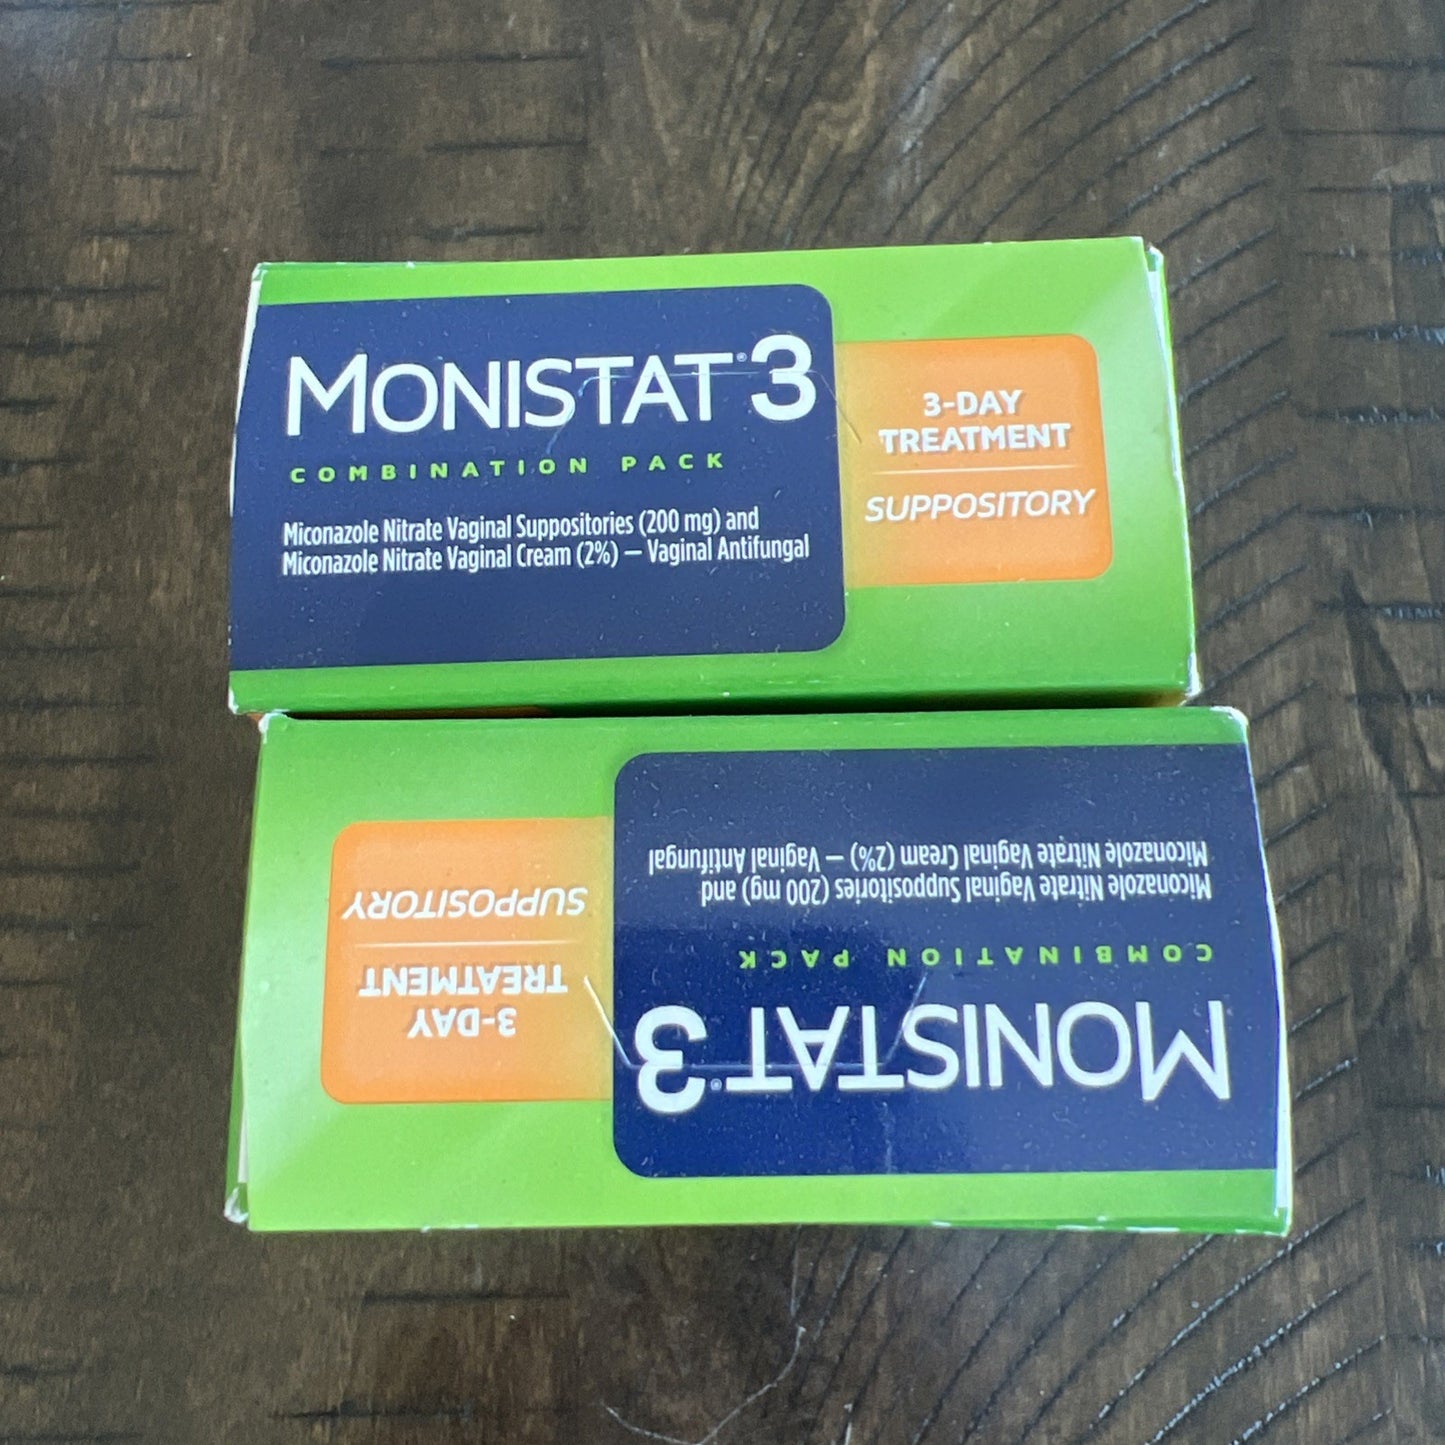 MONISTAT® 3
COMBINATION PACK
Miconazole Nitrate Vaginal Suppositories (200 mg) and
Miconazole Nitrate Vaginal Cream (2%) — Vaginal Antifungal
3-DAY
TREATMENT
SUPPOSITORY
MONISTAT® 3
COMBINATION PACK
Miconazole Nitrate Vaginal Suppositories (200 mg) and
Miconazole Nitrate Vaginal Cream (2%) — Vaginal Antifungal
3-DAY
TREATMENT
SUPPOSITORY